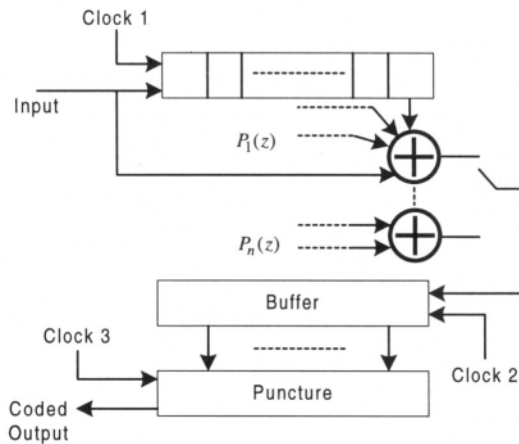 Clock 1
Input
P₁(z)
Pₙ(z)
Buffer
Clock 3
Clock 2
Puncture
Coded
Output